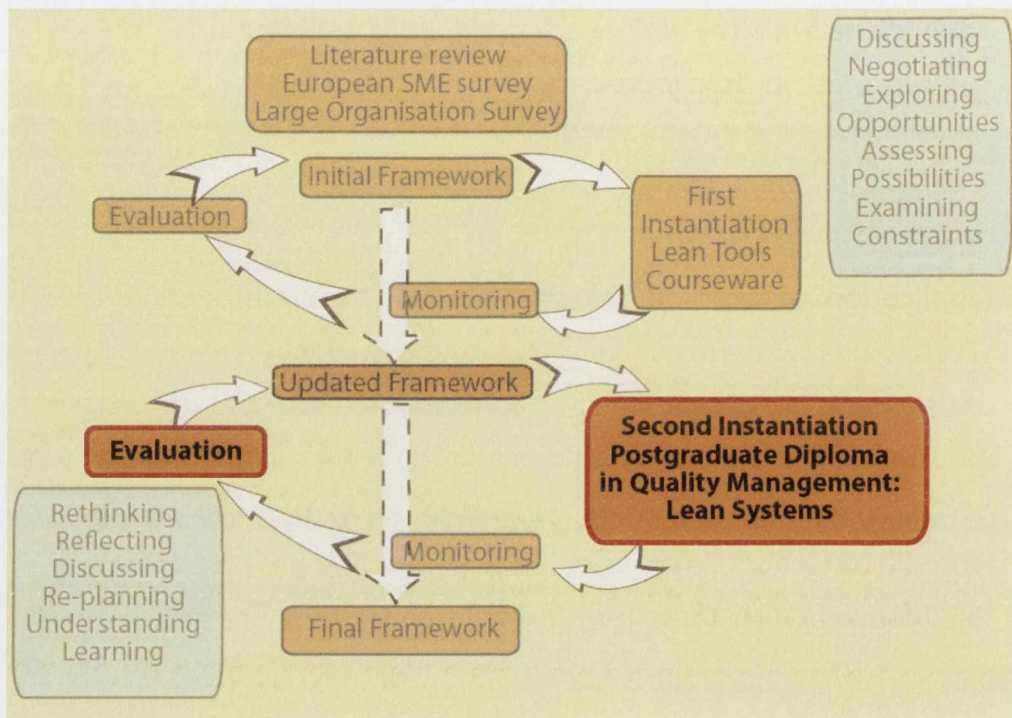 Literature review
European SME survey
Large Organisation Survey
Discussing
Negotiating
Exploring
Opportunities
Assessing
Possibilities
Examining
Constraints
Initial Framework
Evaluation
First
Instantiation
Lean Tools
Courseware
Monitoring
Updated Framework
Evaluation
Second Instantiation
Postgraduate Diploma
in Quality Management:
Lean Systems
Rethinking
Reflecting
Discussing
Re-planning
Understanding
Learning
Monitoring
Final Framework